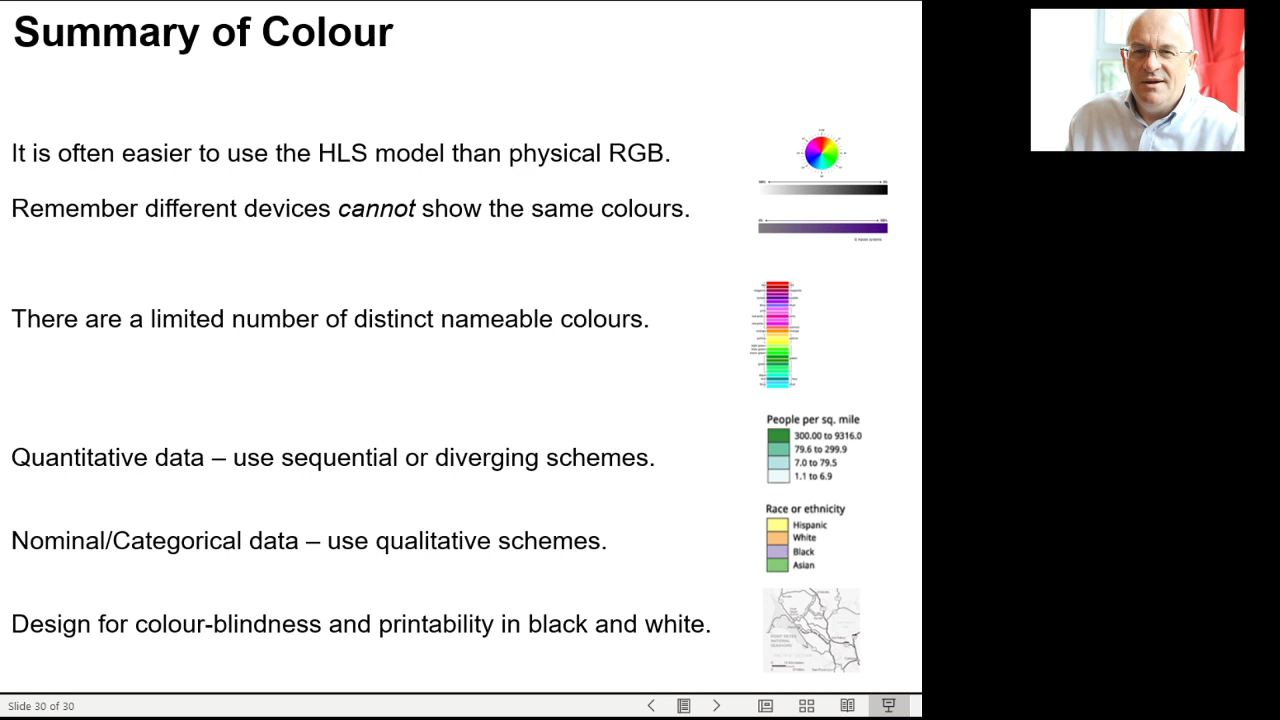 Summary of Colour
It is often easier to use the HLS model than physical RGB.
Remember different devices cannot show the same colours.
There are a limited number of distinct nameable colours.
People per sq. mile
300.00 to 9316.0
79.6 to 299.9
7.0 to 79.5
1.1 to 6.9
Quantitative data – use sequential or diverging schemes.
Race or ethnicity
Hispanic
White
Black
Asian
Nominal/Categorical data – use qualitative schemes.
Design for colour-blindness and printability in black and white.
Slide 30 of 30